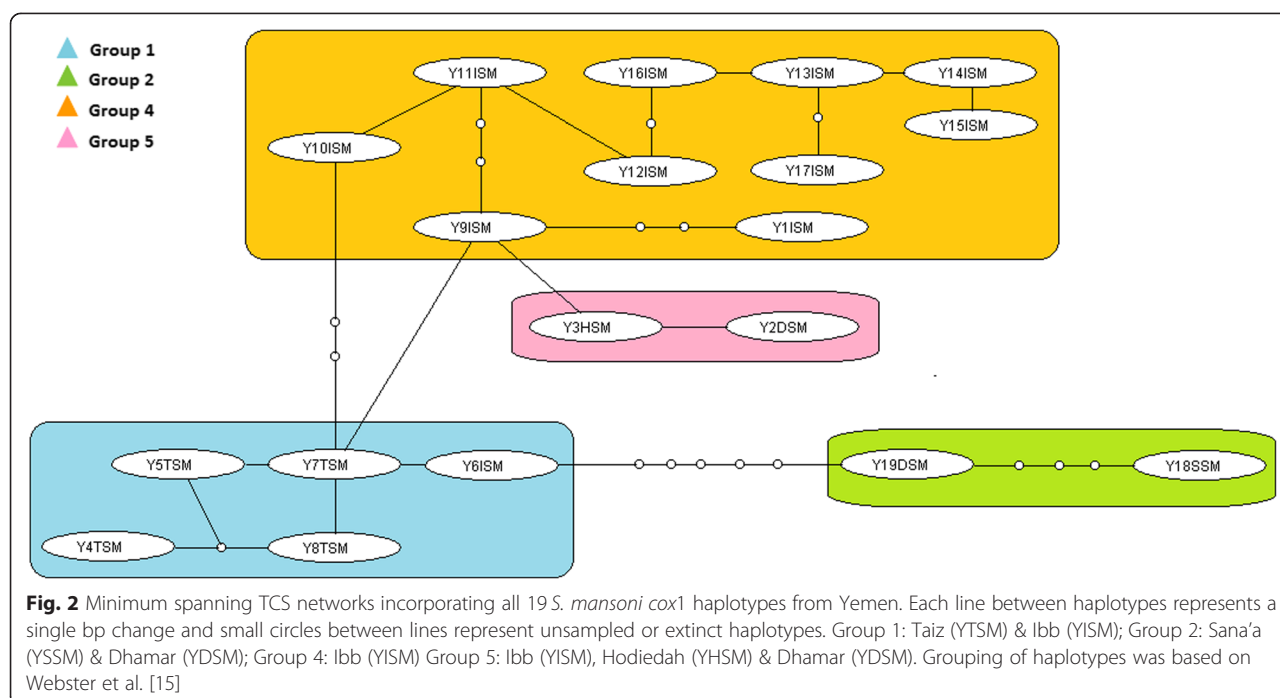 Group 1
Group 2
Group 4
Group 5
Y11ISM
Y16ISM
Y13ISM
Y14ISM
Y15ISM
Y10ISM
Y12ISM
Y17ISM
Y9ISM
Y1ISM
Y3HSM
Y2DSM
Y5TSM
Y7TSM
Y6ISM
Y19DSM
Y18SSM
Y4TSM
Y8TSM
Fig. 2 Minimum spanning TCS networks incorporating all 19 S. mansoni cox1 haplotypes from Yemen. Each line between haplotypes represents a
single bp change and small circles between lines represent unsampled or extinct haplotypes. Group 1: Taiz (YTSM) & Ibb (YISM); Group 2: Sana’a
(YSSM) & Dhamar (YDSM); Group 4: Ibb (YISM) Group 5: Ibb (YISM), Hodiedah (YHSM) & Dhamar (YDSM). Grouping of haplotypes was based on
Webster et al. [15]